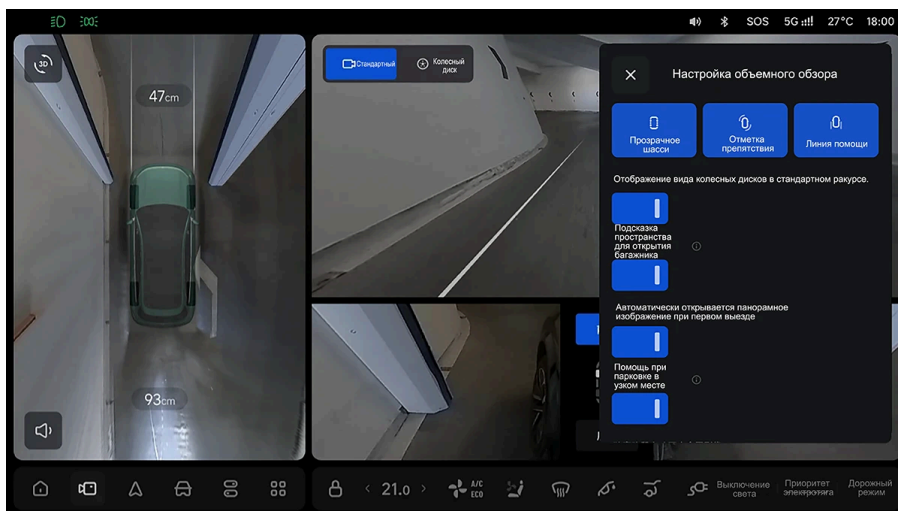 SOS 5G 27°C 18:00
3D
47cm
93cm
Стандартный
Колесный
диск
Настройка объемного обзора
Прозрачное
шасси
Отметка
препятствия
Линия помощи
Отображение вида колесных дисков в стандартном ракурсе.
Подсказка
пространства
для открытия
багажника
Автоматически открывается панорамное
изображение при первом выезде
Помощь при
парковке в
узком месте
21.0
A/C
ECO
Выключение
света
Приоритет
электротяга
Дорожный
режим